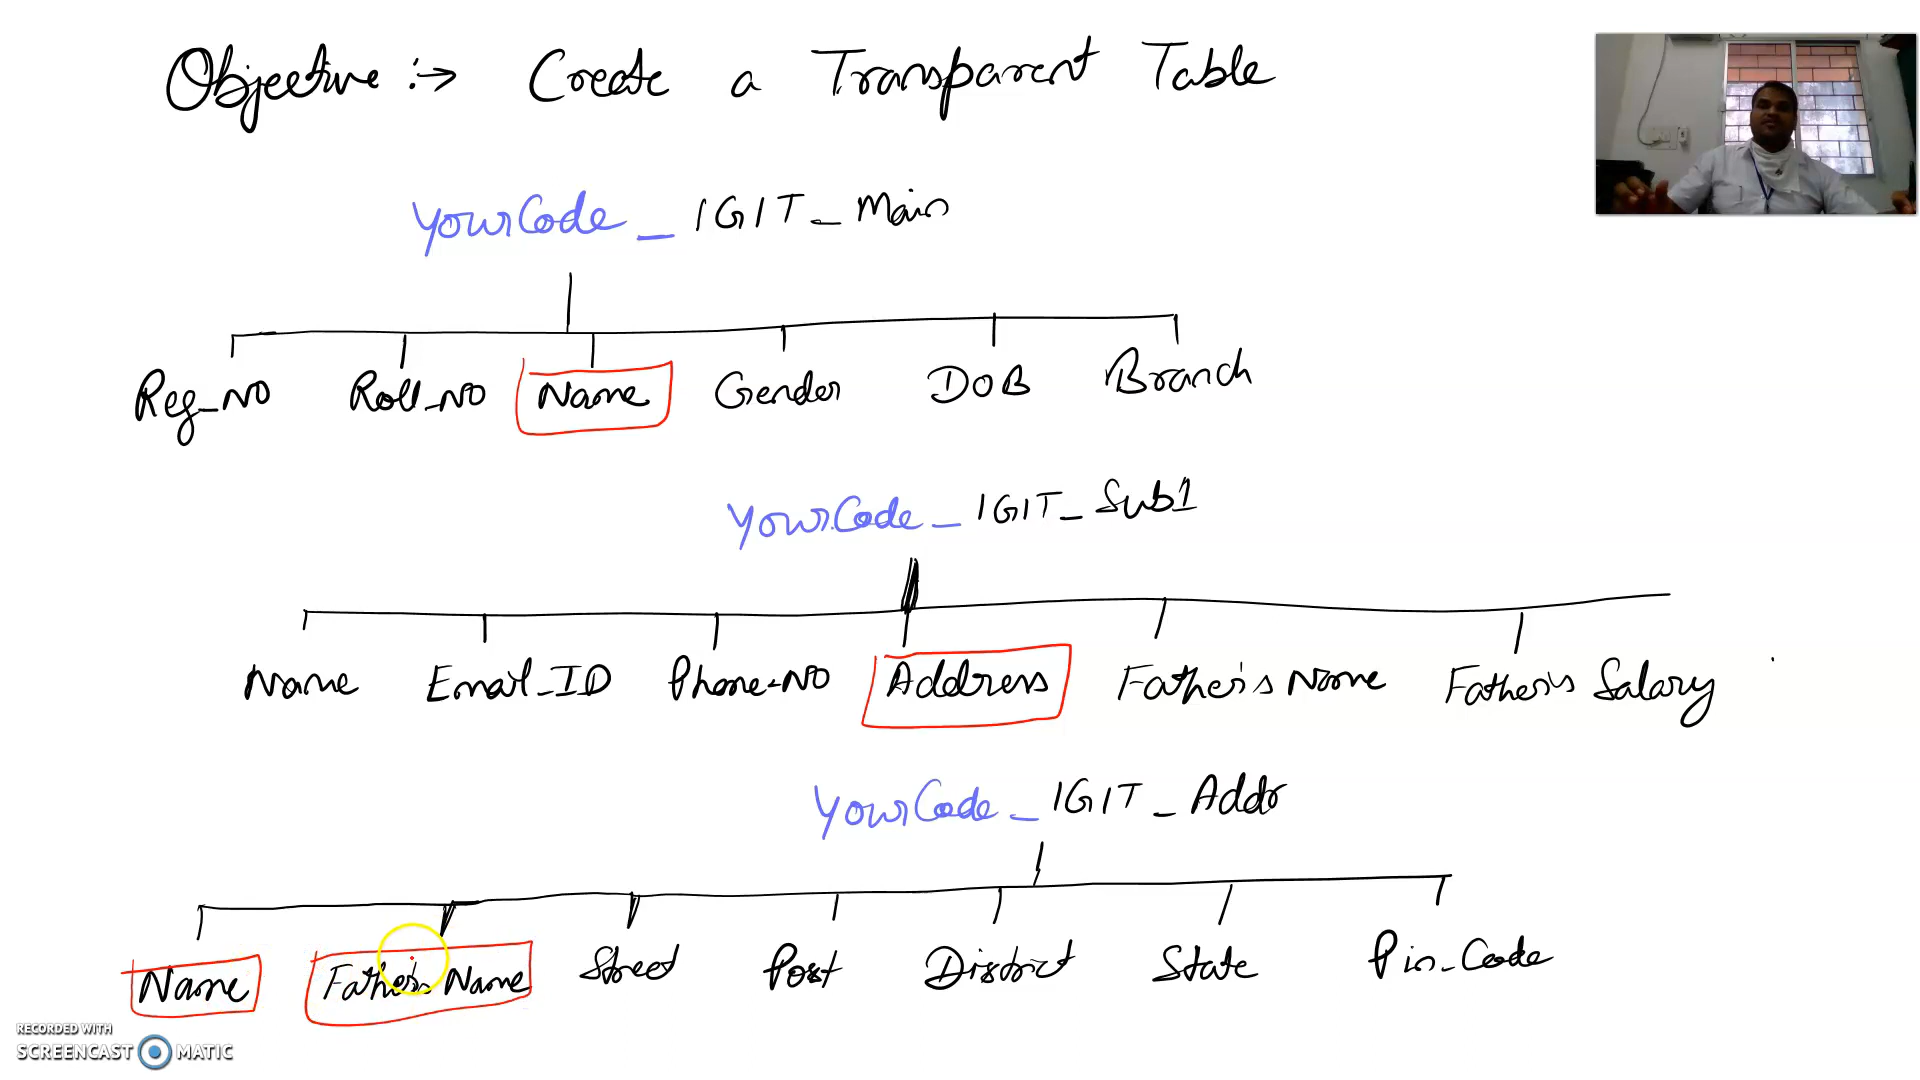 Objective :→ Create a Transparent Table
YourCode _ IGIT _ Main
Reg_NO Roll_NO Name Gender DOB Branch
YourCode _ IGIT _ Sub1
Name Email_ID Phone_NO Address Father's Name Father's Salary
YourCode _ IGIT _ Addr
Name Father's Name Street Post District State Pin_Code
RECORDED WITH
SCREENCAST MATIC